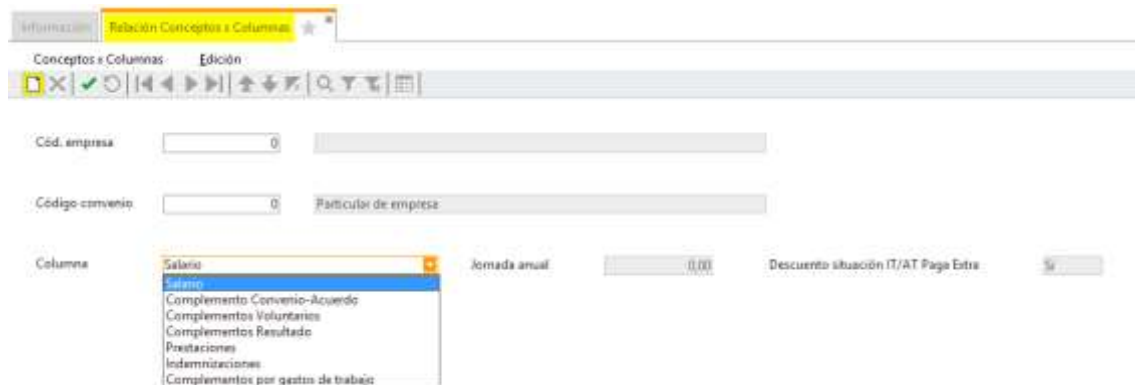 Información Relación Conceptos x Columnas
Conceptos x Columnas Edición
Cód. empresa 0
Código convenio 0 Particular de empresa
Columna Salario Jornada anual 0,00 Descuento situación IT/AT Paga Extra Si
Salario
Complemento Convenio-Acuerdo
Complementos Voluntarios
Complementos Resultado
Prestaciones
Indemnizaciones
Complementos por gastos de trabajo